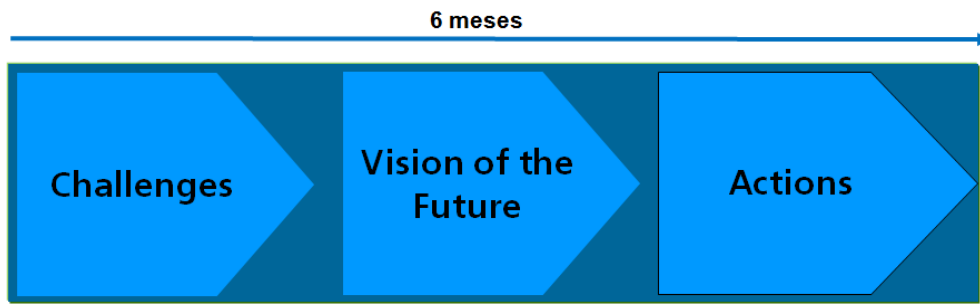 6 meses
Challenges
Vision of the
Future
Actions